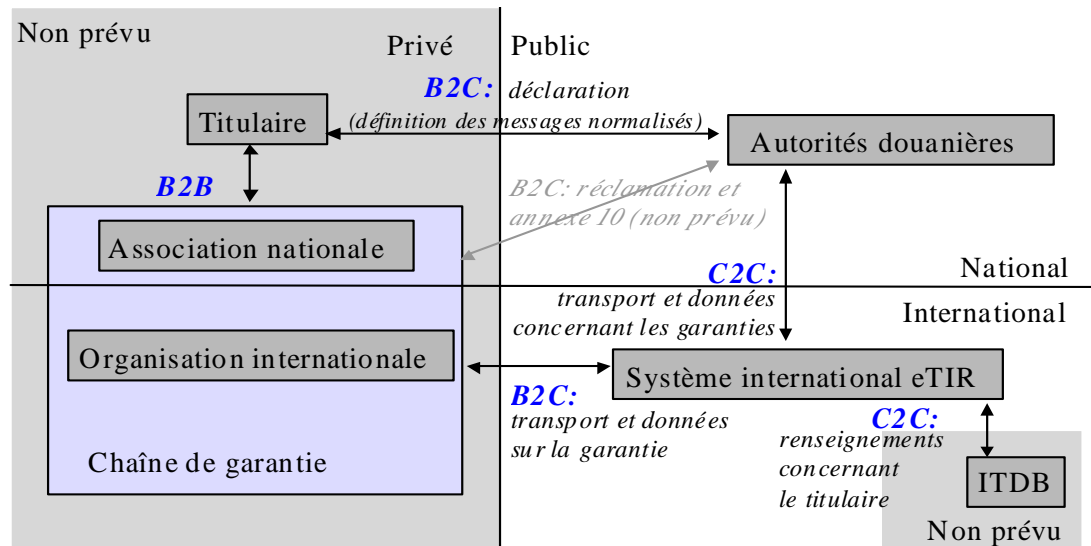 Non prévu
Privé
Public
B2C: déclaration
(définition des messages normalisés)
Titulaire
Autorités douanières
B2B
B2C: réclamation et
annexe 10 (non prévu)
Association nationale
C2C:
National
transport et données
concernant les garanties
International
Organisation internationale
Système international eTIR
B2C:
transport et données
sur la garantie
C2C:
renseignements
concernant
le titulaire
Chaîne de garantie
ITDB
Non prévu